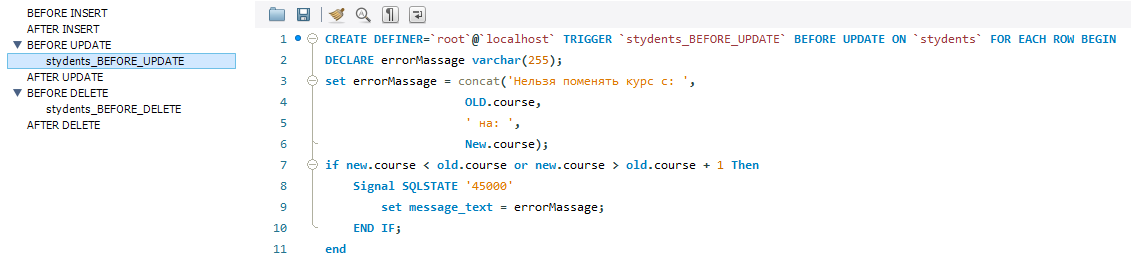 BEFORE INSERT
AFTER INSERT
BEFORE UPDATE
stydents_BEFORE_UPDATE
AFTER UPDATE
BEFORE DELETE
stydents_BEFORE_DELETE
AFTER DELETE
1 CREATE DEFINER=`root`@`localhost` TRIGGER `stydents_BEFORE_UPDATE` BEFORE UPDATE ON `stydents` FOR EACH ROW BEGIN
2 DECLARE errorMassage varchar(255);
3 set errorMassage = concat('Нельзя поменять курс с: ',
4 OLD.course,
5 ' на: ',
6 New.course);
7 if new.course < old.course or new.course > old.course + 1 Then
8 Signal SQLSTATE '45000'
9 set message_text = errorMassage;
10 END IF;
11 end